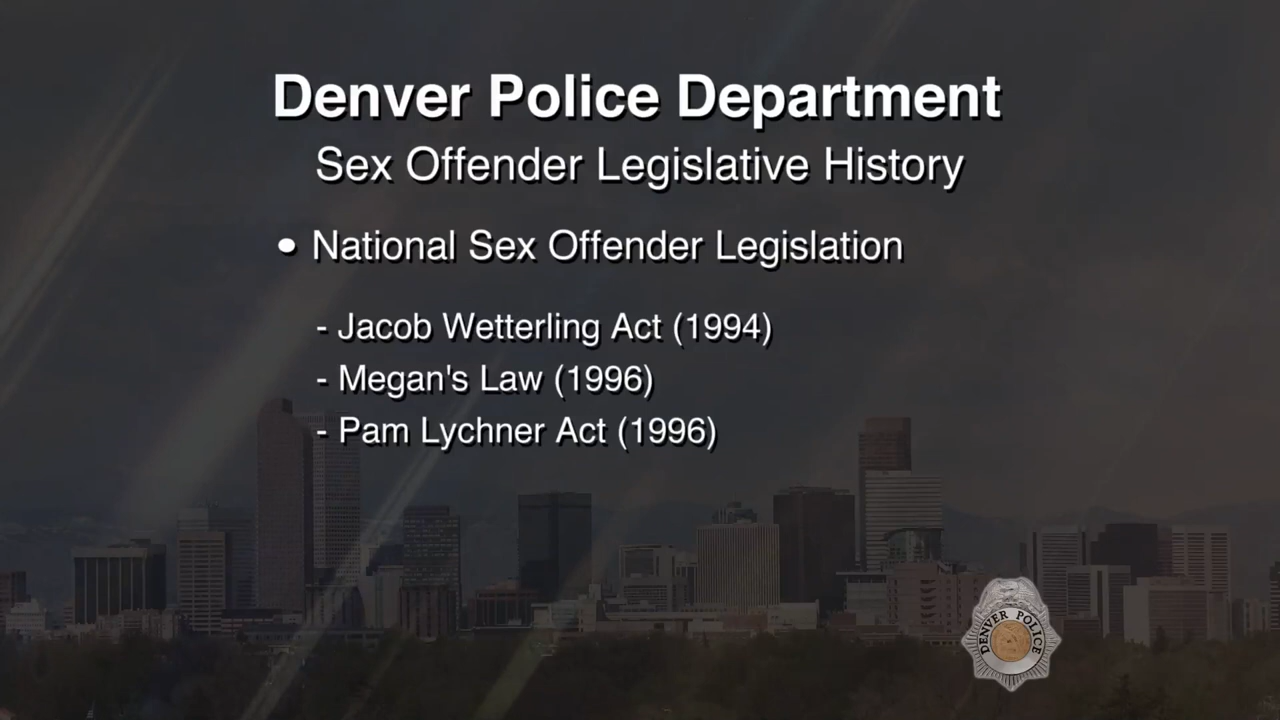 Denver Police Department
Sex Offender Legislative History
• National Sex Offender Legislation
- Jacob Wetterling Act (1994)
- Megan's Law (1996)
- Pam Lychner Act (1996)
DENVER POLICE